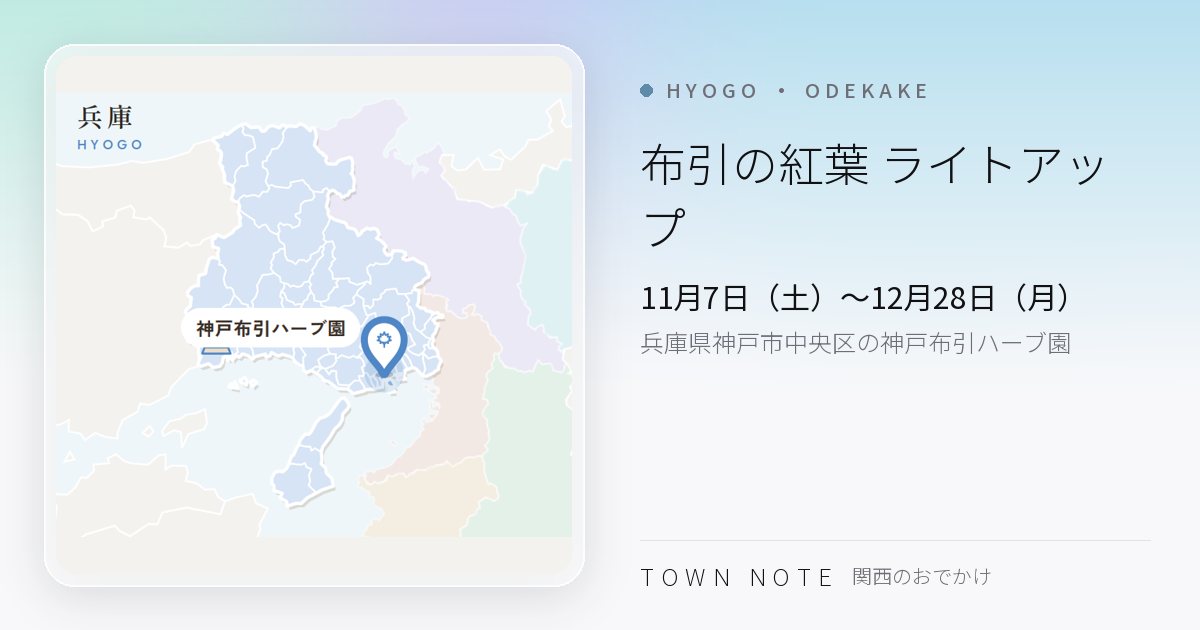 兵庫
HYOGO
神戸布引ハーブ園
HYOGO・ODEKAKE
布引の紅葉 ライトアッ
プ
11月7日（土）〜12月28日（月）
兵庫県神戸市中央区の神戸布引ハーブ園
TOWN NOTE 関西のおでかけ